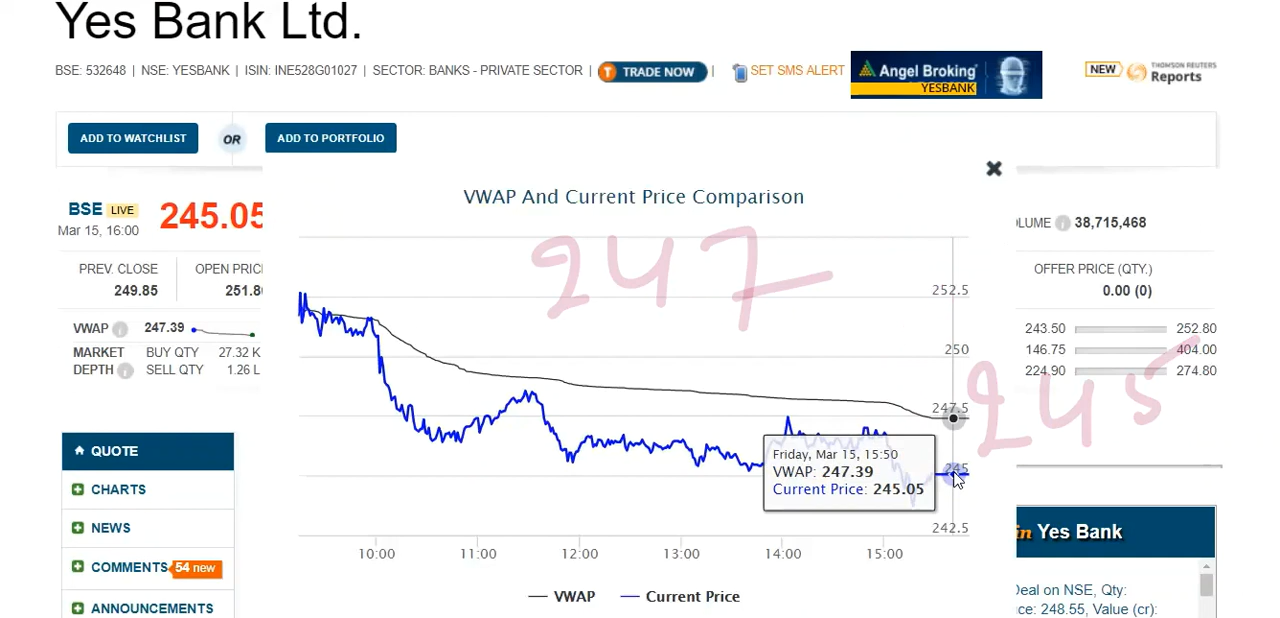 Yes Bank Ltd.
BSE: 532648 | NSE: YESBANK | ISIN: INE528G01027 | SECTOR: BANKS - PRIVATE SECTOR | T TRADE NOW | SET SMS ALERT
Angel Broking
YESBANK
NEW THOMSON REUTERS
Reports
ADD TO WATCHLIST OR ADD TO PORTFOLIO
VWAP And Current Price Comparison
BSE LIVE 245.05
Mar 15, 16:00
38,715,468
PREV. CLOSE OPEN
249.85
OFFER PRICE (QTY.)
0.00 (0)
VWAP i 247.39
MARKET BUY QTY 27.32 K
DEPTH i SELL QTY 1.26 L
243.50 252.80
146.75 404.00
224.90 274.80
247
245
252.5
250
247.5
245
242.5
Friday, Mar 15, 15:50
VWAP: 247.39
Current Price: 245.05
10:00 11:00 12:00 13:00 14:00 15:00
VWAP Current Price
QUOTE
CHARTS
NEWS
COMMENTS 54 new
ANNOUNCEMENTS
in Yes Bank
Deal on NSE, Qty:
248.55, Value (cr):